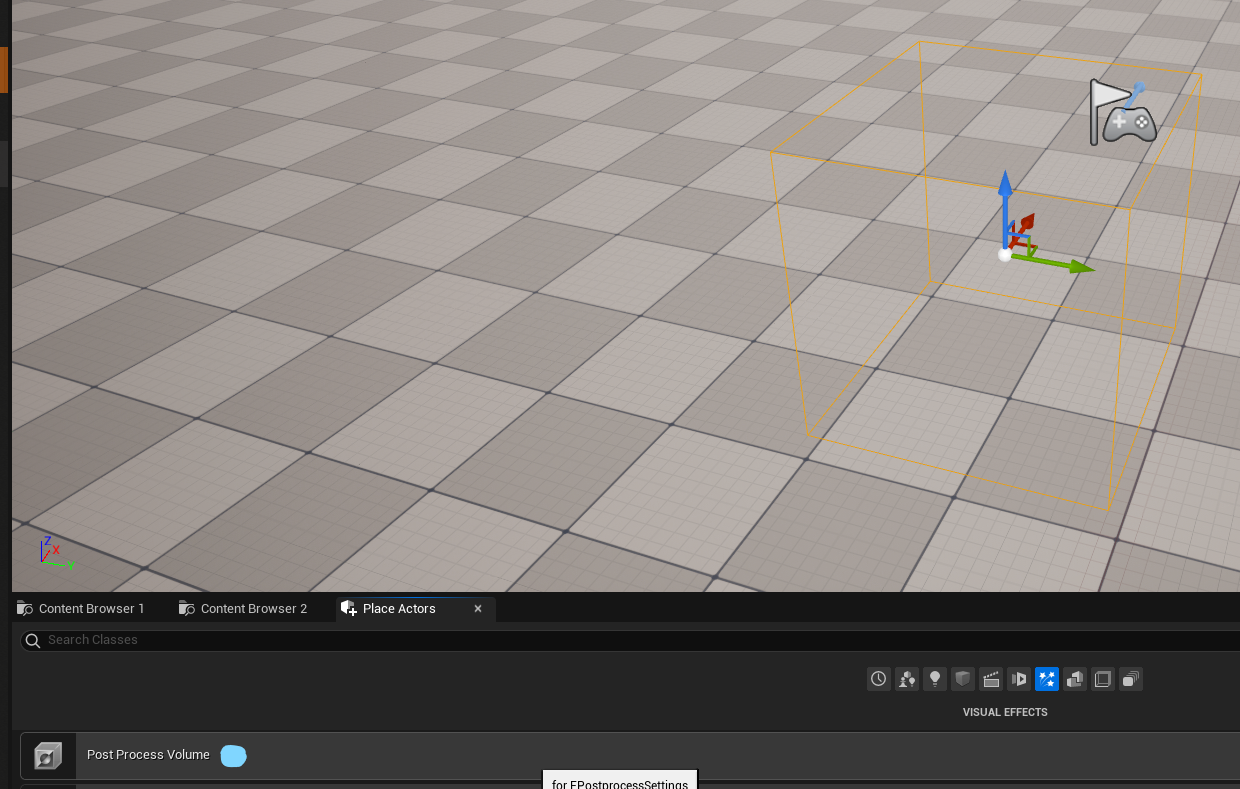 Z
X
Y
Content Browser 1
Content Browser 2
Place Actors
Search Classes
VISUAL EFFECTS
Post Process Volume
for FPostprocessSettings